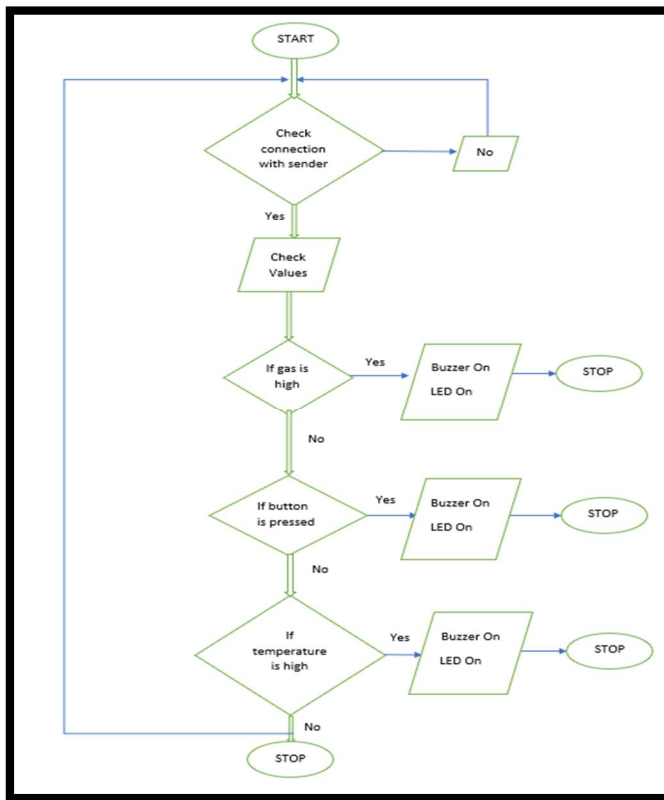 START
Check
connection
with sender
No
Yes
Check
Values
If gas is
high
Yes
Buzzer On
LED On
STOP
No
If button
is pressed
Yes
Buzzer On
LED On
STOP
No
If
temperature
is high
Yes
Buzzer On
LED On
STOP
No
STOP